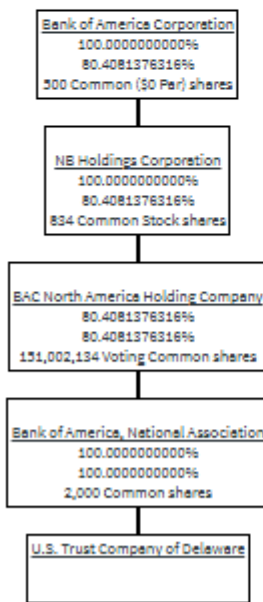 Bank of America Corporation
100.0000000000%
80.4081376316%
500 Common ($0 Par) shares
NB Holdings Corporation
100.0000000000%
80.4081376316%
834 Common Stock shares
BAC North America Holding Company
80.4081376316%
80.4081376316%
151,002,134 Voting Common shares
Bank of America, National Association
100.0000000000%
100.0000000000%
2,000 Common shares
U.S. Trust Company of Delaware